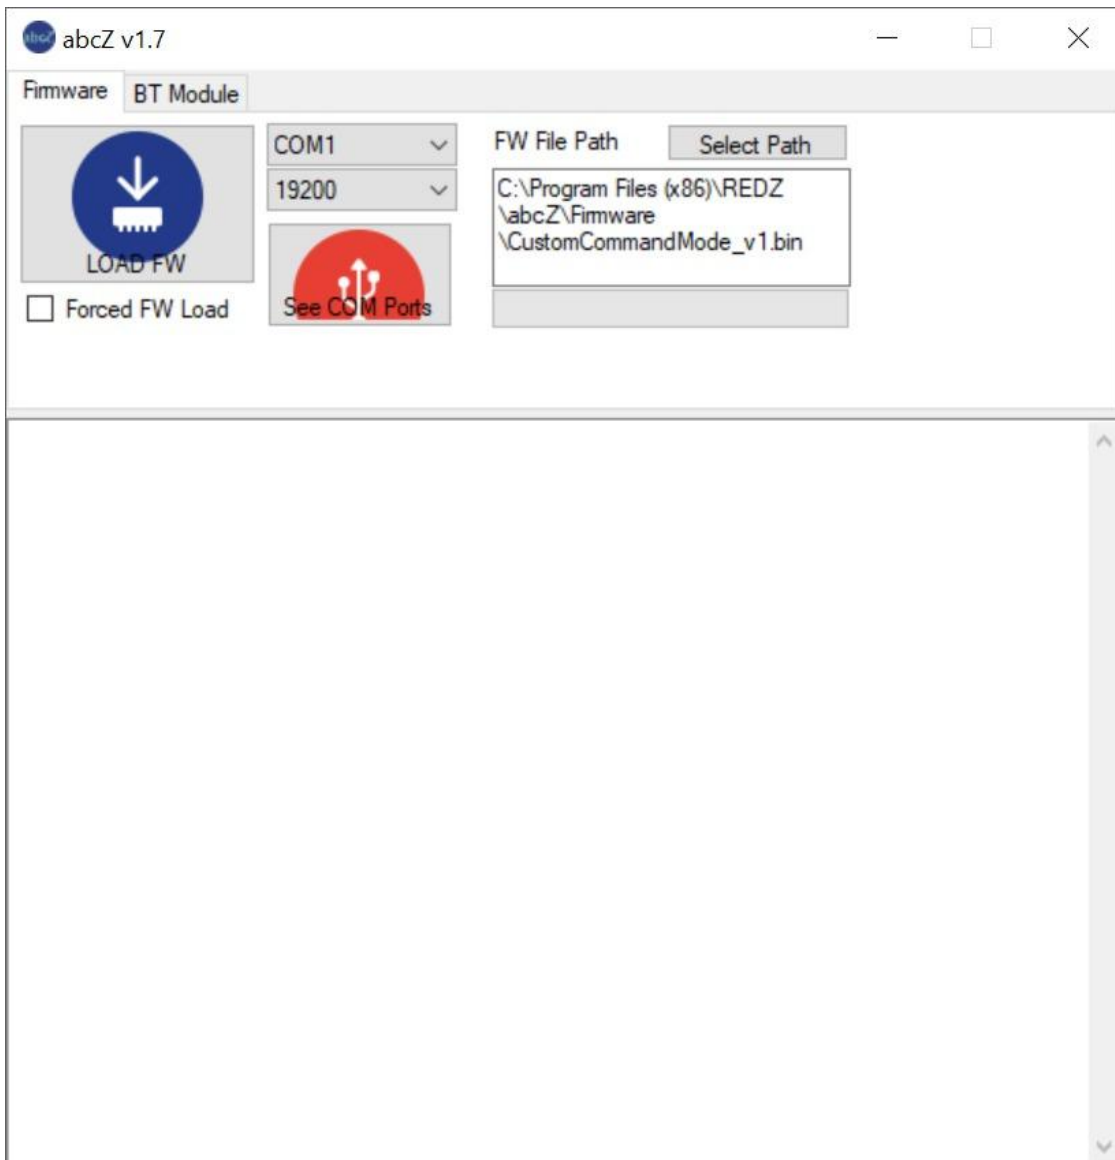 abcZ v1.7
Firmware
BT Module
LOAD FW
Forced FW Load
COM1
19200
See COM Ports
FW File Path
Select Path
C:\Program Files (x86)\REDZ
\abcZ\Firmware
\CustomCommandMode_v1.bin